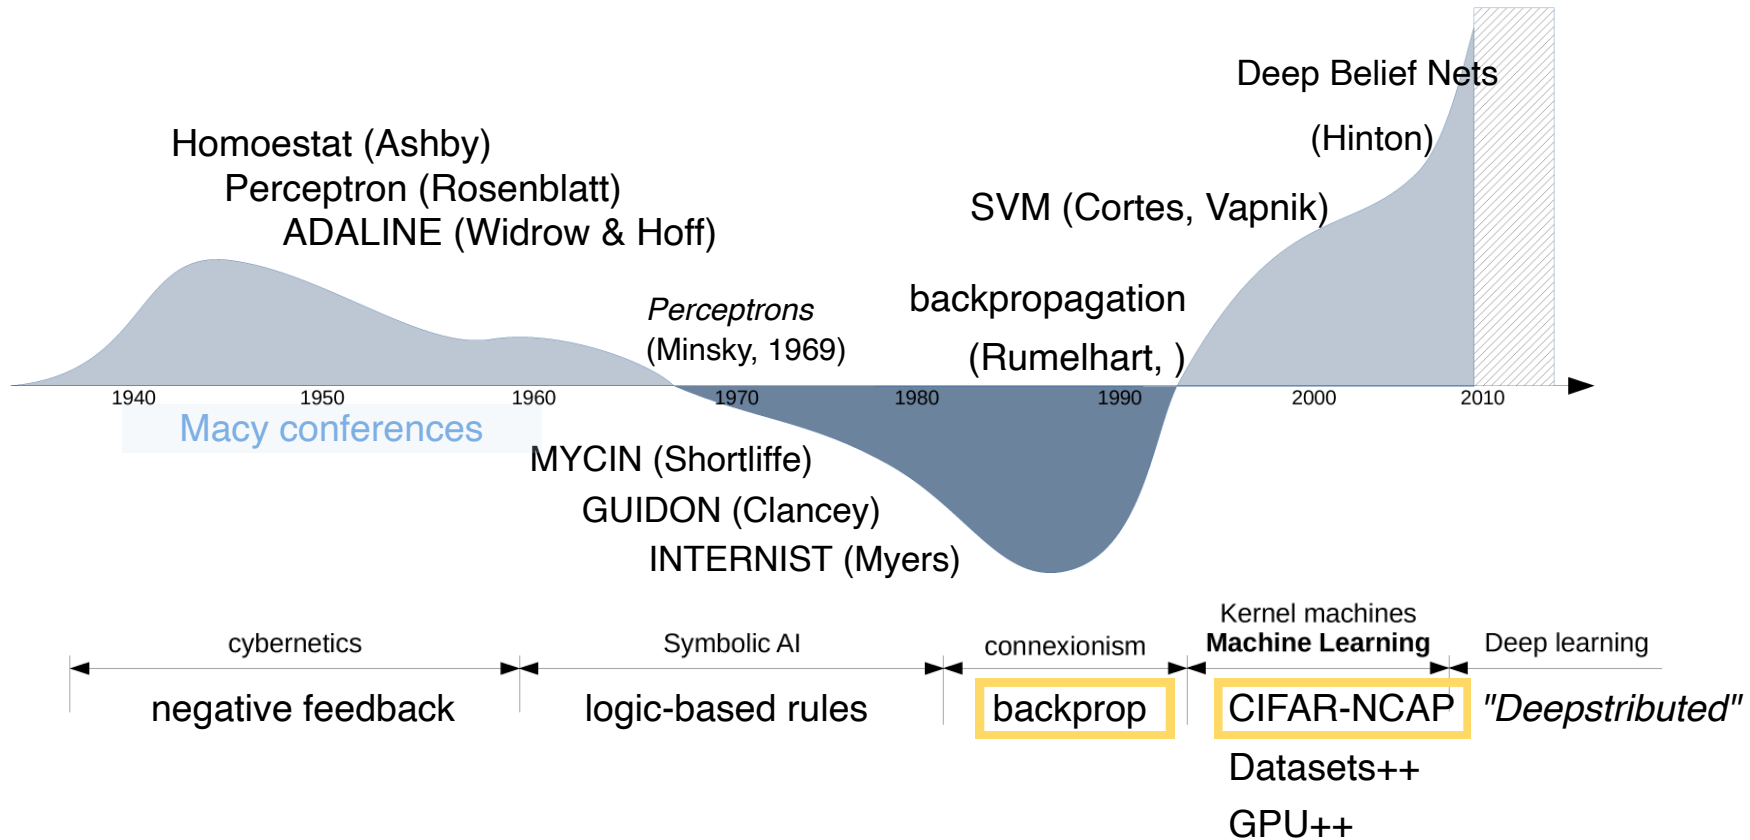 Deep Belief Nets
(Hinton)
Homoestat (Ashby)
Perceptron (Rosenblatt)
ADALINE (Widrow & Hoff)
SVM (Cortes, Vapnik)
Perceptrons
(Minsky, 1969)
backpropagation
(Rumelhart, )
1940 1950 1960 1970 1980 1990 2000 2010
Macy conferences
MYCIN (Shortliffe)
GUIDON (Clancey)
INTERNIST (Myers)
cybernetics
Symbolic AI
connexionism
Kernel machines
Machine Learning
Deep learning
negative feedback
logic-based rules
backprop
CIFAR-NCAP
"Deepstributed"
Datasets++
GPU++